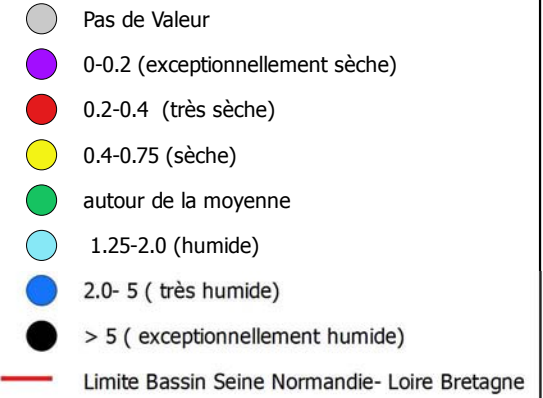 Pas de Valeur
0-0.2 (exceptionnellement sèche)
0.2-0.4 (très sèche)
0.4-0.75 (sèche)
autour de la moyenne
1.25-2.0 (humide)
2.0- 5 ( très humide)
> 5 ( exceptionnellement humide)
Limite Bassin Seine Normandie- Loire Bretagne